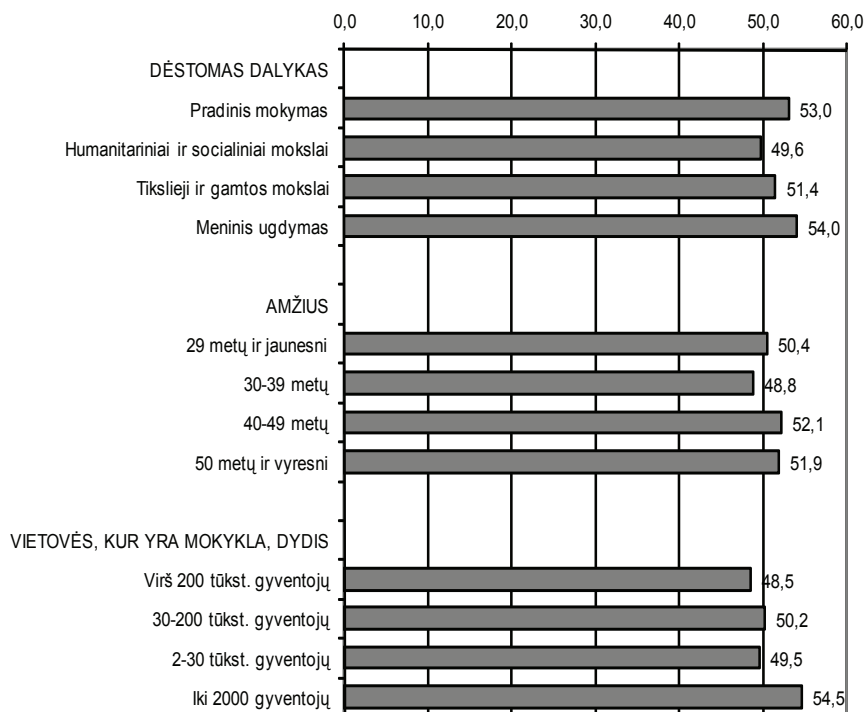 0,0 10,0 20,0 30,0 40,0 50,0 60,0
DĖSTOMAS DALYKAS
Pradinis mokymas 53,0
Humanitariniai ir socialiniai mokslai 49,6
Tikslieji ir gamtos mokslai 51,4
Meninis ugdymas 54,0
AMŽIUS
29 metų ir jaunesni 50,4
30-39 metų 48,8
40-49 metų 52,1
50 metų ir vyresni 51,9
VIETOVĖS, KUR YRA MOKYKLA, DYDIS
Virš 200 tūkst. gyventojų 48,5
30-200 tūkst. gyventojų 50,2
2-30 tūkst. gyventojų 49,5
Iki 2000 gyventojų 54,5